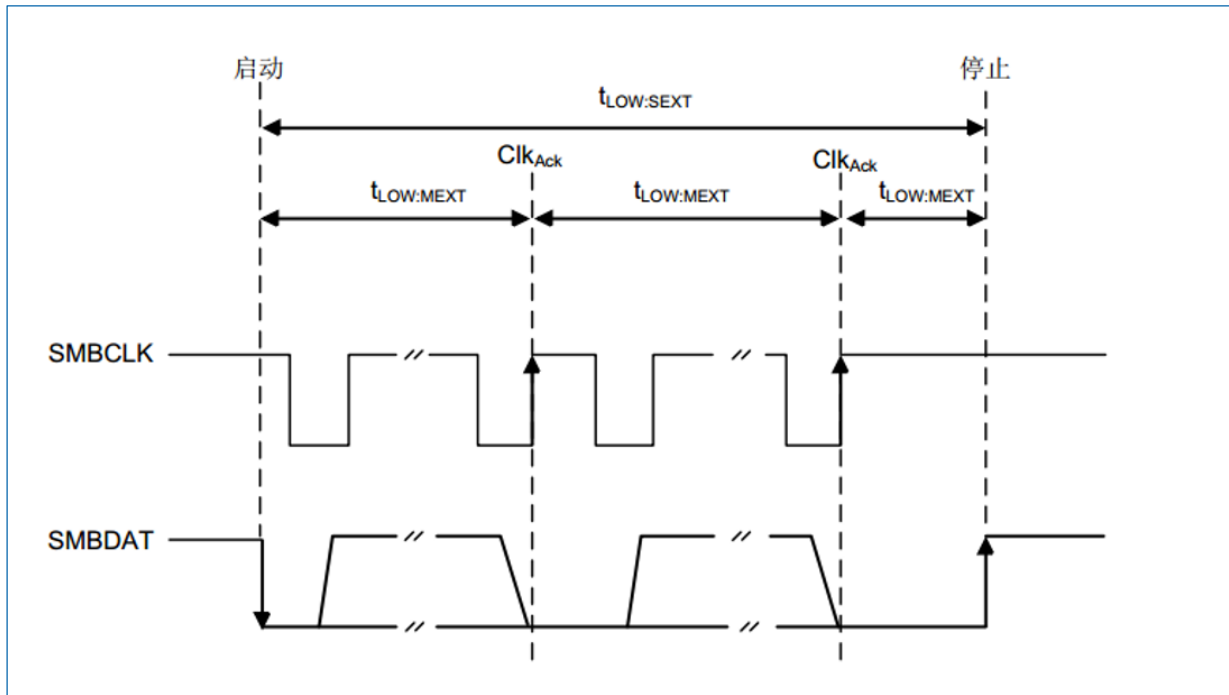 启动
停止
tLOW:SEXT
ClkAck
ClkAck
tLOW:MEXT
tLOW:MEXT
tLOW:MEXT
SMBCLK
SMBDAT